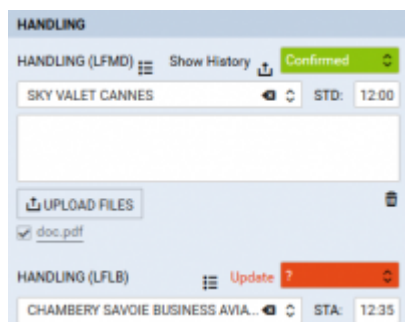 HANDLING
HANDLING (LFMD) Show History Confirmed
SKY VALET CANNES STD: 12:00
UPLOAD FILES
doc.pdf
HANDLING (LFLB) Update ?
CHAMBERY SAVOIE BUSINESS AVIA... STA: 12:35